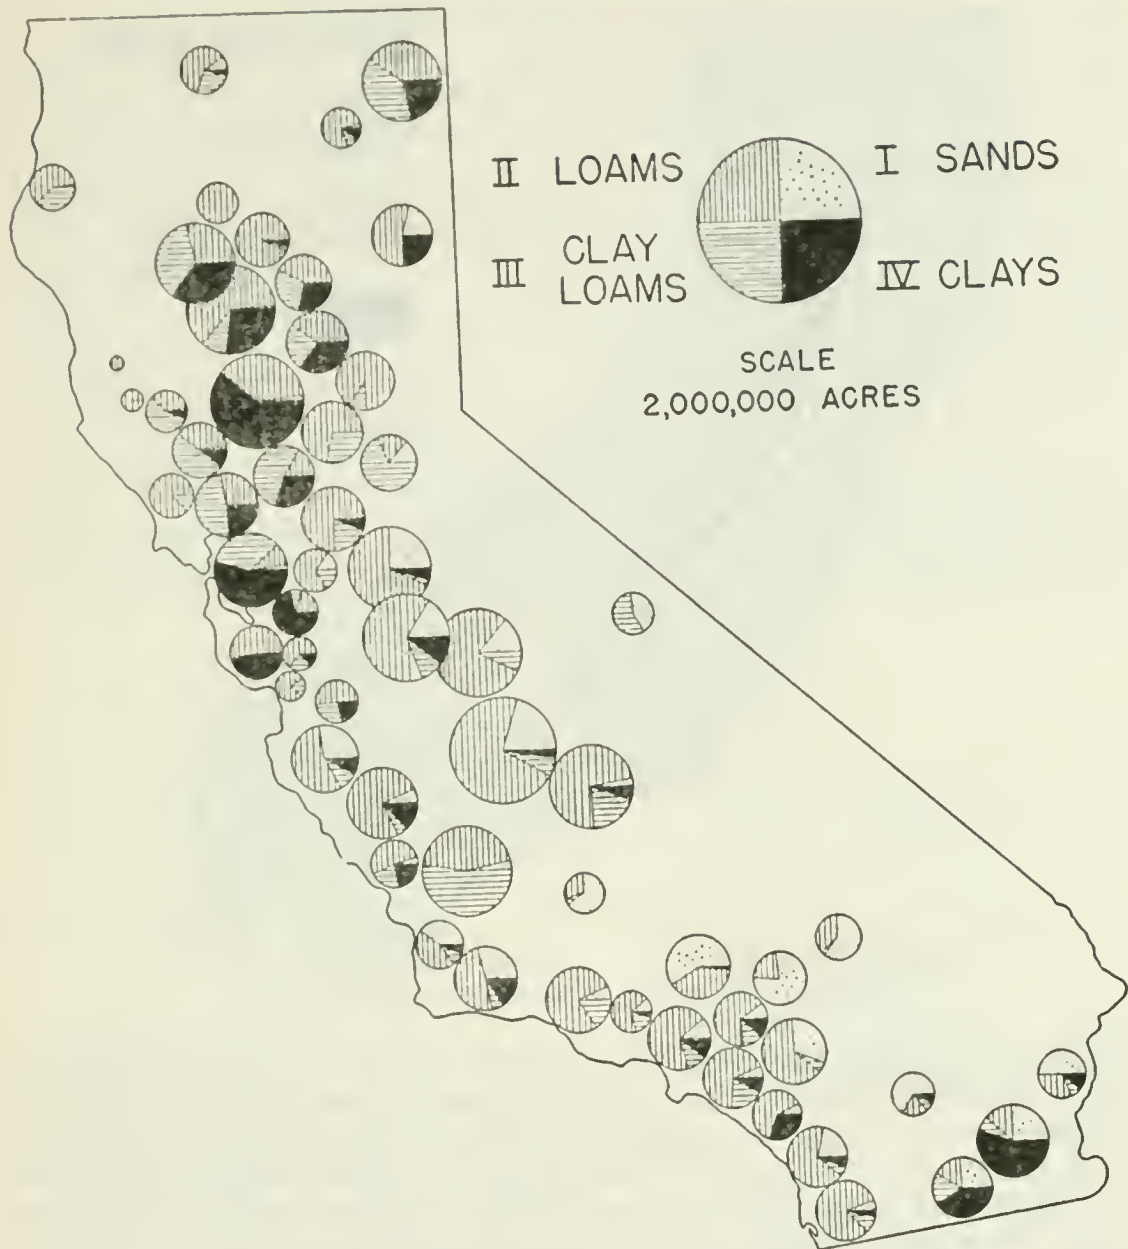 II LOAMS
I SANDS
III CLAY
LOAMS
IV CLAYS
SCALE
2,000,000 ACRES